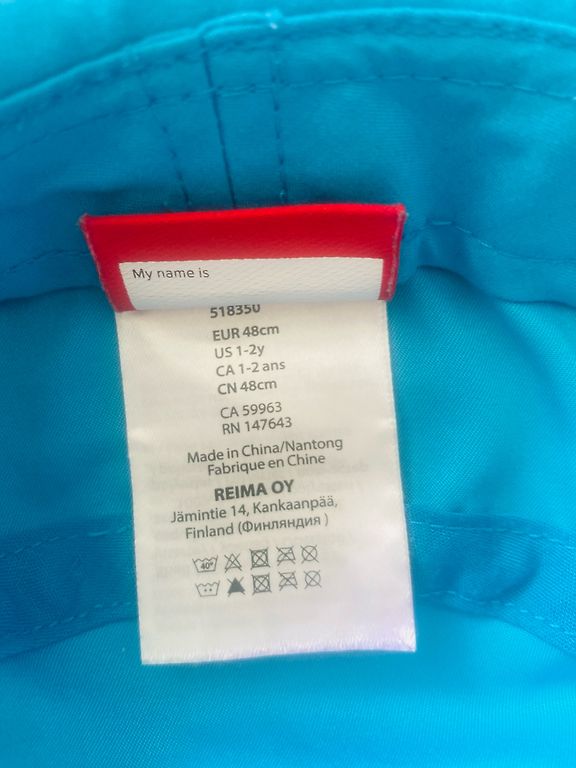 My name is
518350
EUR 48cm
US 1-2y
CA 1-2 ans
CN 48cm
CA 59963
RN 147643
Made in China/Nantong
Fabrique en Chine
REIMA OY
Jämintie 14, Kankaanpää,
Finland (Финляндия )
40°